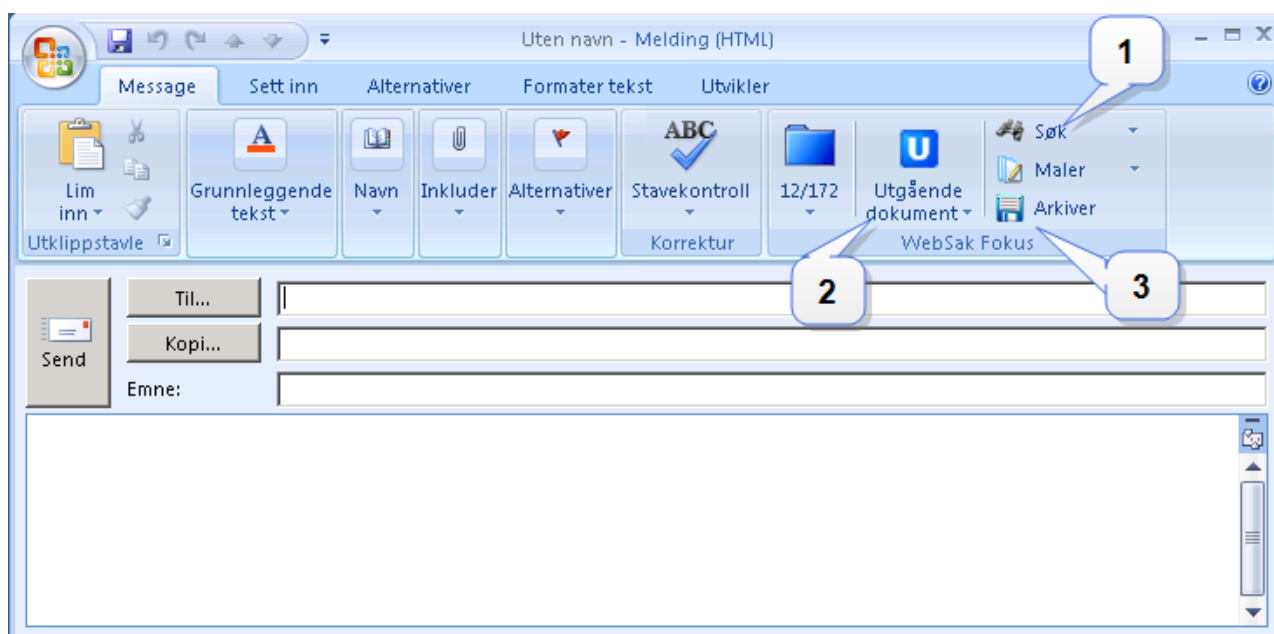 Uten navn - Melding (HTML)
1
Message Sett inn Alternativer Formater tekst Utvikler
Lim
inn
Grunnleggende
tekst
Navn
Inkluder
Alternativer
ABC
Stavekontroll
12/172
U
Utgående
dokument
Søk
Maler
Arkiver
Utklippstavle
Korrektur
WebSak Fokus
2
3
Send
Til...
Kopi...
Emne: